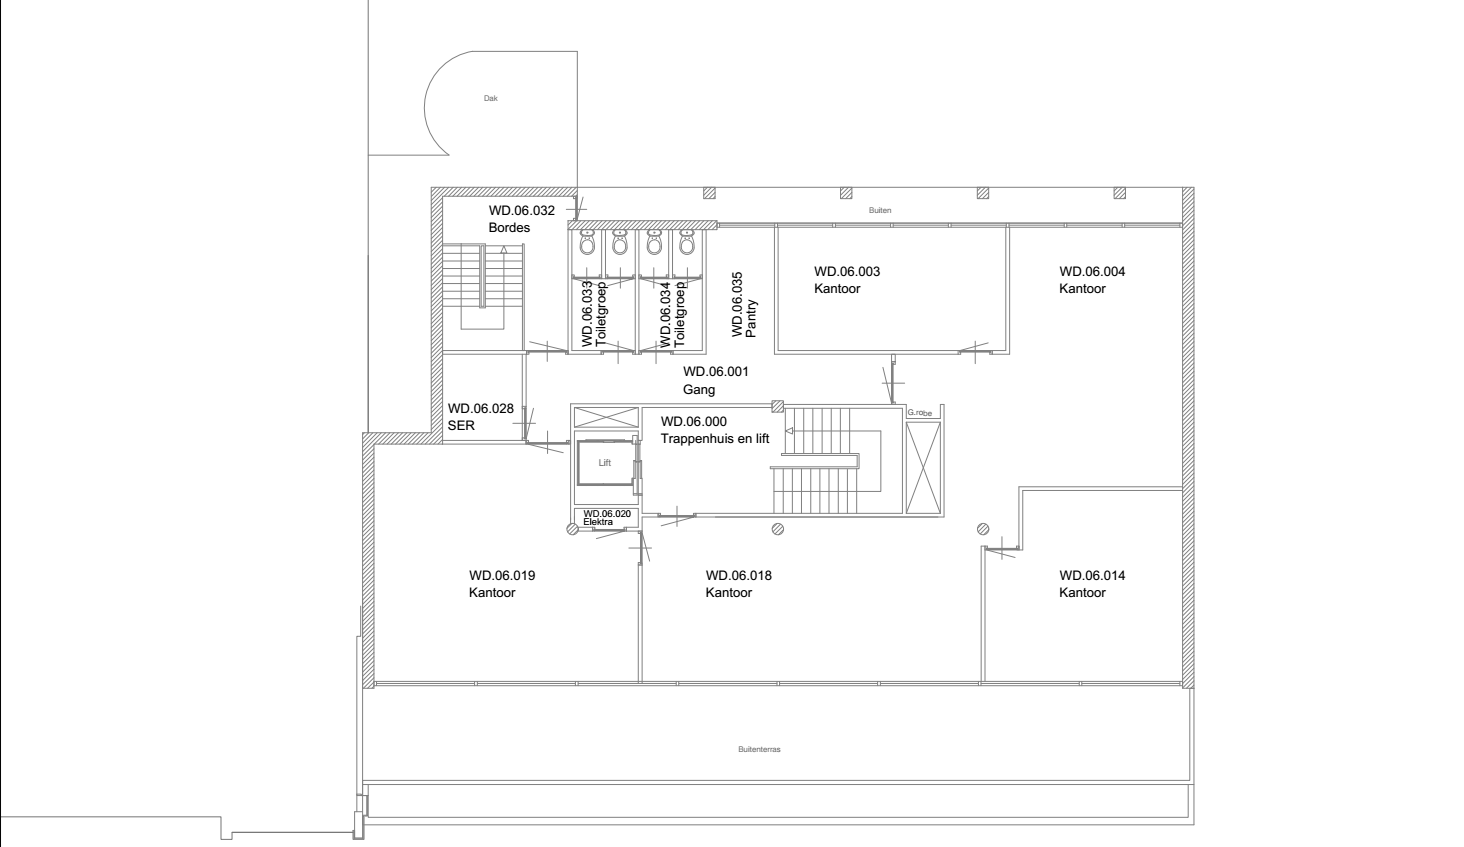 Dak
WD.06.032
Bordes
Buiten
WD.06.033
Toiletgroep
WD.06.034
Toiletgroep
WD.06.035
Pantry
WD.06.003
Kantoor
WD.06.004
Kantoor
WD.06.001
Gang
WD.06.028
SER
WD.06.000
Trappenhuis en lift
G.robe
Lift
WD.06.020
Elektra
WD.06.019
Kantoor
WD.06.018
Kantoor
WD.06.014
Kantoor
Buitenterras